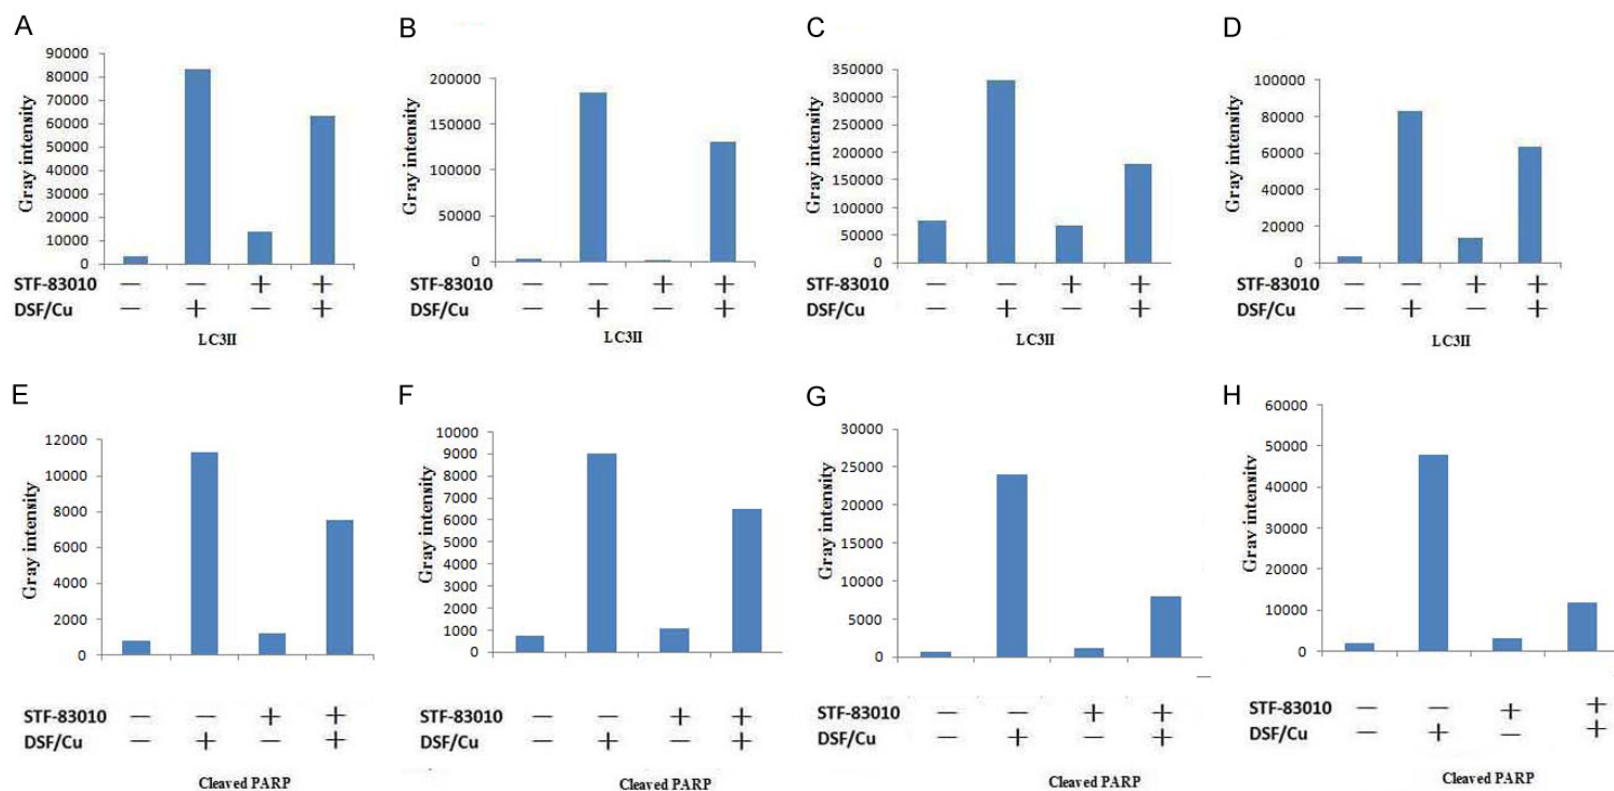 A
Gray intensity
90000
80000
70000
60000
50000
40000
30000
20000
10000
0
STF-83010 — — + +
DSF/Cu — + — +
LC3II
B
Gray intensity
200000
150000
100000
50000
0
STF-83010 — — + +
DSF/Cu — + — +
LC3II
C
Gray intensity
350000
300000
250000
200000
150000
100000
50000
0
STF-83010 — — + +
DSF/Cu — + — +
LC3II
D
Gray intensity
100000
80000
60000
40000
20000
0
STF-83010 — — + +
DSF/Cu — + — +
LC3II
E
Gray intensity
12000
10000
8000
6000
4000
2000
0
STF-83010 — — + +
DSF/Cu — + — +
Cleaved PARP
F
Gray intensity
10000
9000
8000
7000
6000
5000
4000
3000
2000
1000
0
STF-83010 — — + +
DSF/Cu — + — +
Cleaved PARP
G
Gray intensity
30000
25000
20000
15000
10000
5000
0
STF-83010 — — + +
DSF/Cu — + — +
Cleaved PARP
H
Gray intensity
60000
50000
40000
30000
20000
10000
0
STF-83010 — — + +
DSF/Cu — + — +
Cleaved PARP